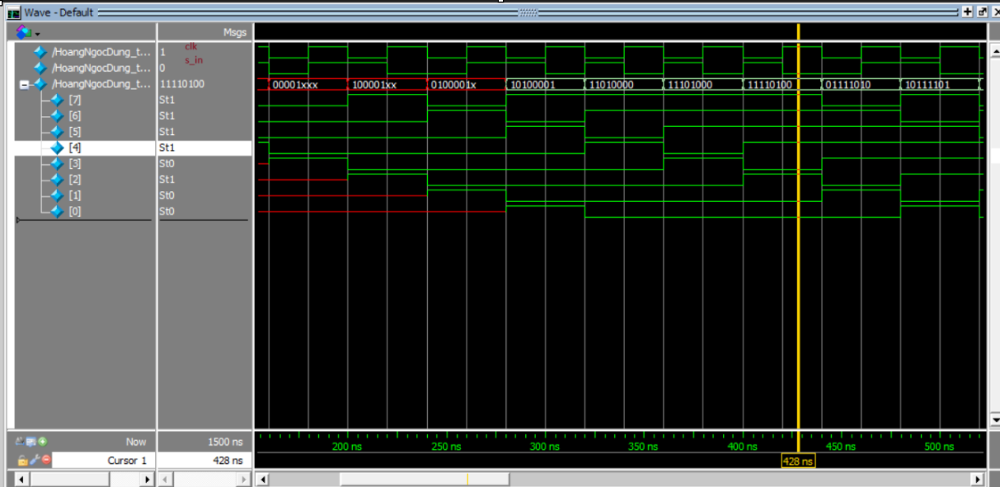 Wave - Default
Msgs
/HoangNgocDung_t... 1 clk
/HoangNgocDung_t... 0 s_in
/HoangNgocDung_t... 11110100 00001xxx 100001xx 0100001x 10100001 11010000 11101000 11110100 01111010 10111101
[7] St1
[6] St1
[5] St1
[4] St1
[3] St0
[2] St1
[1] St0
[0] St0
Now 1500 ns 200 ns 250 ns 300 ns 350 ns 400 ns 450 ns 500 ns
Cursor 1 428 ns 428 ns